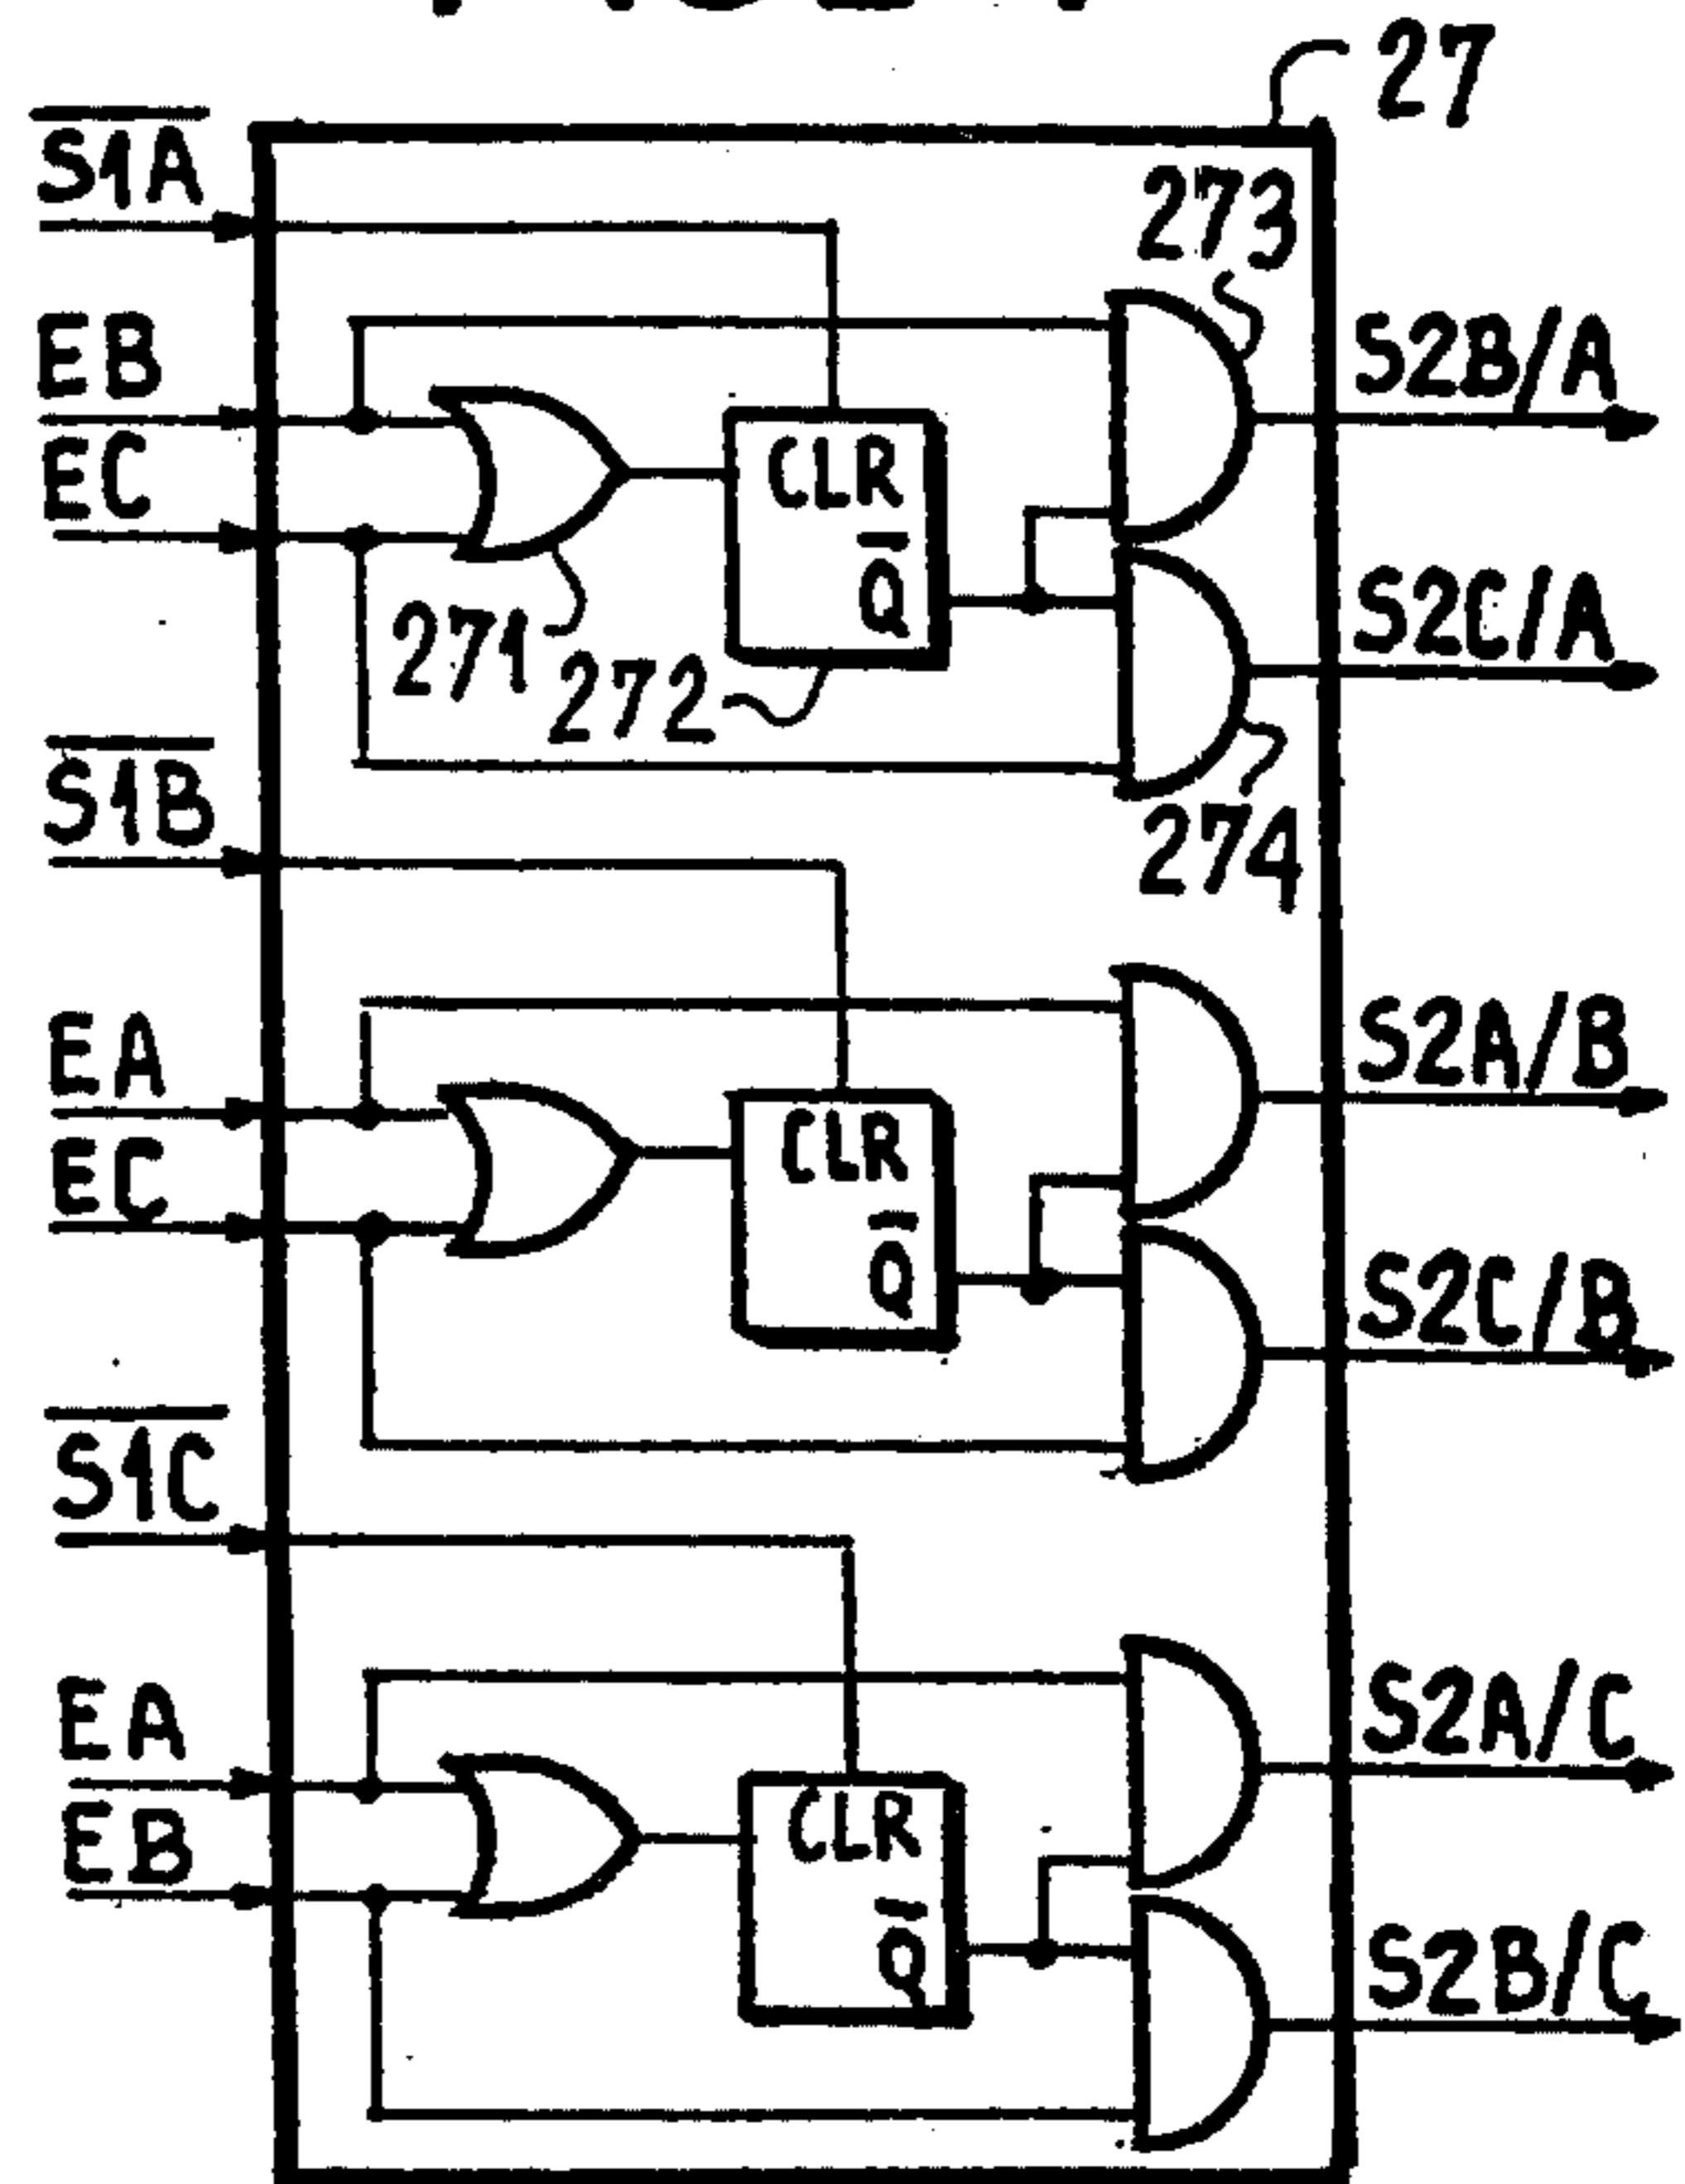 27
S1A
273
EB
S2B/A
EC
CLR
Q
S2C/A
271
272
S1B
274
EA
S2A/B
EC
CLR
Q
S2C/B
S1C
EA
S2A/C
EB
CLR
Q
S2B/C